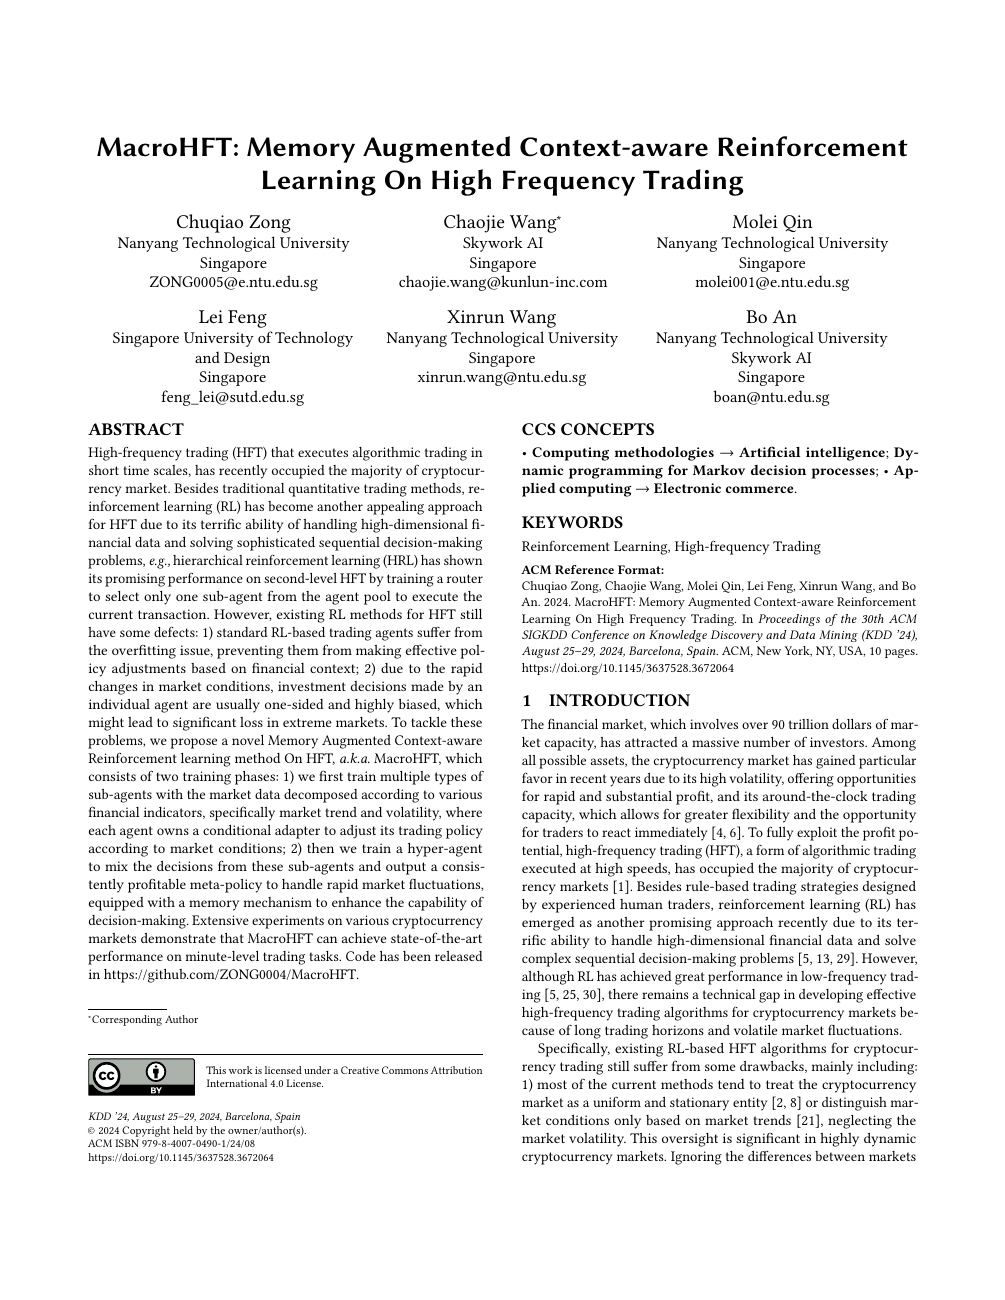 MacroHFT: Memory Augmented Context-aware Reinforcement
Learning On High Frequency Trading
Chuqiao Zong
Nanyang Technological University
Singapore
ZONG0005@e.ntu.edu.sg
Chaojie Wang*
Skywork AI
Singapore
chaojie.wang@kunlun-inc.com
Molei Qin
Nanyang Technological University
Singapore
molei001@e.ntu.edu.sg
Lei Feng
Singapore University of Technology
and Design
Singapore
feng_lei@sutd.edu.sg
Xinrun Wang
Nanyang Technological University
Singapore
xinrun.wang@ntu.edu.sg
Bo An
Nanyang Technological University
Skywork AI
Singapore
boan@ntu.edu.sg
ABSTRACT
High-frequency trading (HFT) that executes algorithmic trading in
short time scales, has recently occupied the majority of cryptocur-
rency market. Besides traditional quantitative trading methods, re-
inforcement learning (RL) has become another appealing approach
for HFT due to its terrific ability of handling high-dimensional fi-
nancial data and solving sophisticated sequential decision-making
problems, e.g., hierarchical reinforcement learning (HRL) has shown
its promising performance on second-level HFT by training a router
to select only one sub-agent from the agent pool to execute the
current transaction. However, existing RL methods for HFT still
have some defects: 1) standard RL-based trading agents suffer from
the overfitting issue, preventing them from making effective pol-
icy adjustments based on financial context; 2) due to the rapid
changes in market conditions, investment decisions made by an
individual agent are usually one-sided and highly biased, which
might lead to significant loss in extreme markets. To tackle these
problems, we propose a novel Memory Augmented Context-aware
Reinforcement learning method On HFT, a.k.a. MacroHFT, which
consists of two training phases: 1) we first train multiple types of
sub-agents with the market data decomposed according to various
financial indicators, specifically market trend and volatility, where
each agent owns a conditional adapter to adjust its trading policy
according to market conditions; 2) then we train a hyper-agent
to mix the decisions from these sub-agents and output a consis-
tently profitable meta-policy to handle rapid market fluctuations,
equipped with a memory mechanism to enhance the capability of
decision-making. Extensive experiments on various cryptocurrency
markets demonstrate that MacroHFT can achieve state-of-the-art
performance on minute-level trading tasks. Code has been released
in https://github.com/ZONG0004/MacroHFT.
*Corresponding Author
cc BY
This work is licensed under a Creative Commons Attribution
International 4.0 License.
KDD '24, August 25–29, 2024, Barcelona, Spain
© 2024 Copyright held by the owner/author(s).
ACM ISBN 979-8-4007-0490-1/24/08
https://doi.org/10.1145/3637528.3672064
CCS CONCEPTS
• Computing methodologies → Artificial intelligence; Dy-
namic programming for Markov decision processes; • Ap-
plied computing → Electronic commerce.
KEYWORDS
Reinforcement Learning, High-frequency Trading
ACM Reference Format:
Chuqiao Zong, Chaojie Wang, Molei Qin, Lei Feng, Xinrun Wang, and Bo
An. 2024. MacroHFT: Memory Augmented Context-aware Reinforcement
Learning On High Frequency Trading. In Proceedings of the 30th ACM
SIGKDD Conference on Knowledge Discovery and Data Mining (KDD '24),
August 25–29, 2024, Barcelona, Spain. ACM, New York, NY, USA, 10 pages.
https://doi.org/10.1145/3637528.3672064
1 INTRODUCTION
The financial market, which involves over 90 trillion dollars of mar-
ket capacity, has attracted a massive number of investors. Among
all possible assets, the cryptocurrency market has gained particular
favor in recent years due to its high volatility, offering opportunities
for rapid and substantial profit, and its around-the-clock trading
capacity, which allows for greater flexibility and the opportunity
for traders to react immediately [4, 6]. To fully exploit the profit po-
tential, high-frequency trading (HFT), a form of algorithmic trading
executed at high speeds, has occupied the majority of cryptocur-
rency markets [1]. Besides rule-based trading strategies designed
by experienced human traders, reinforcement learning (RL) has
emerged as another promising approach recently due to its ter-
rific ability to handle high-dimensional financial data and solve
complex sequential decision-making problems [5, 13, 29]. However,
although RL has achieved great performance in low-frequency trad-
ing [5, 25, 30], there remains a technical gap in developing effective
high-frequency trading algorithms for cryptocurrency markets be-
cause of long trading horizons and volatile market fluctuations.
Specifically, existing RL-based HFT algorithms for cryptocur-
rency trading still suffer from some drawbacks, mainly including:
1) most of the current methods tend to treat the cryptocurrency
market as a uniform and stationary entity [2, 8] or distinguish mar-
ket conditions only based on market trends [21], neglecting the
market volatility. This oversight is significant in highly dynamic
cryptocurrency markets. Ignoring the differences between markets